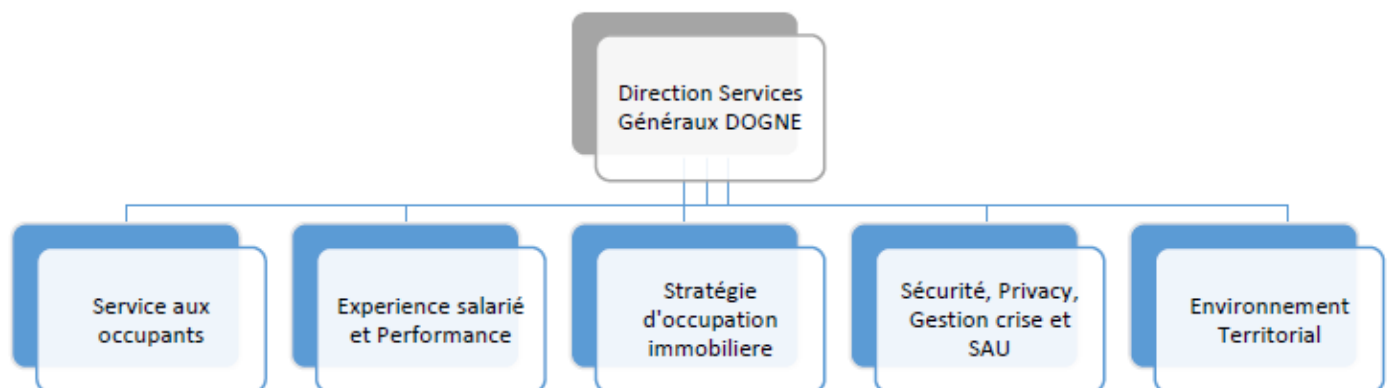 Direction Services
Généraux DOGNE
Service aux
occupants
Experience salarié
et Performance
Stratégie
d'occupation
immobiliere
Sécurité, Privacy,
Gestion crise et
SAU
Environnement
Territorial